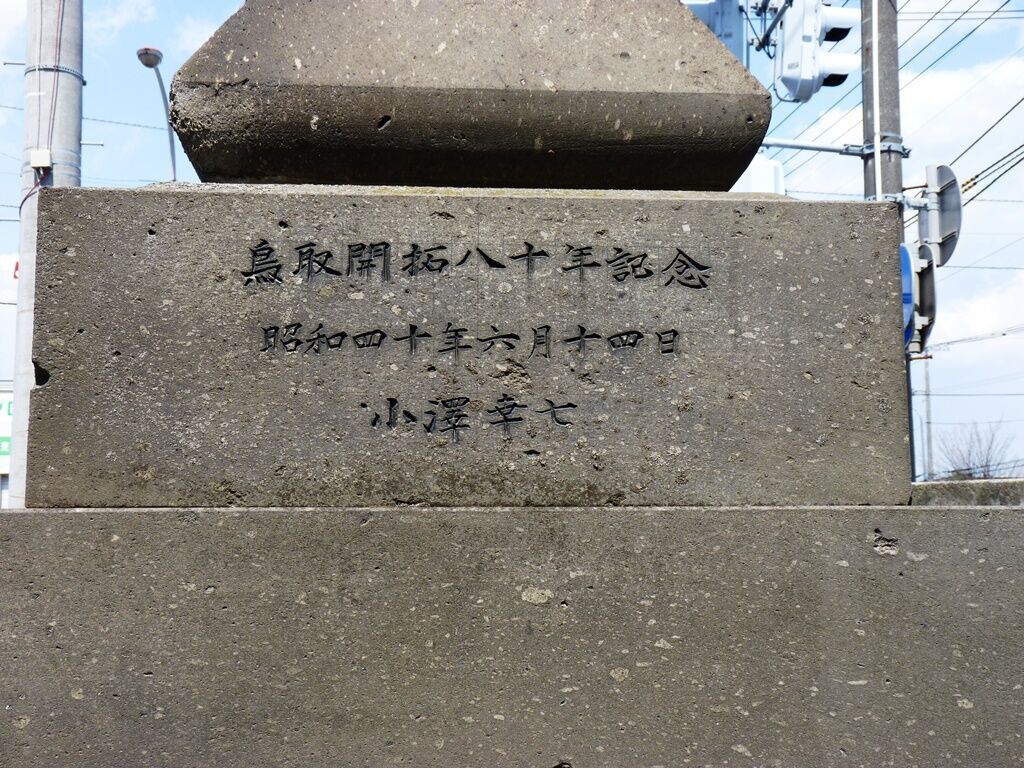 鳥取開拓八十年記念
昭和四十年六月十四日
小澤幸七